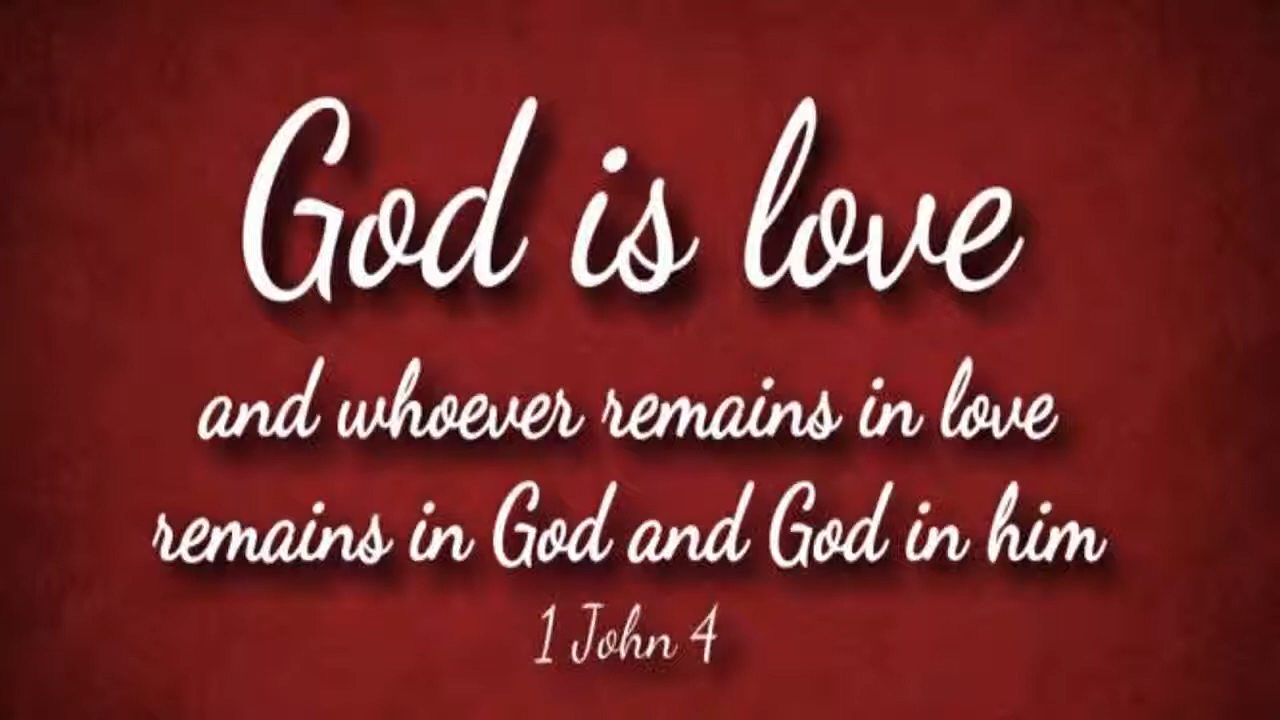 God is love
and whoever remains in love
remains in God and God in him
1 John 4